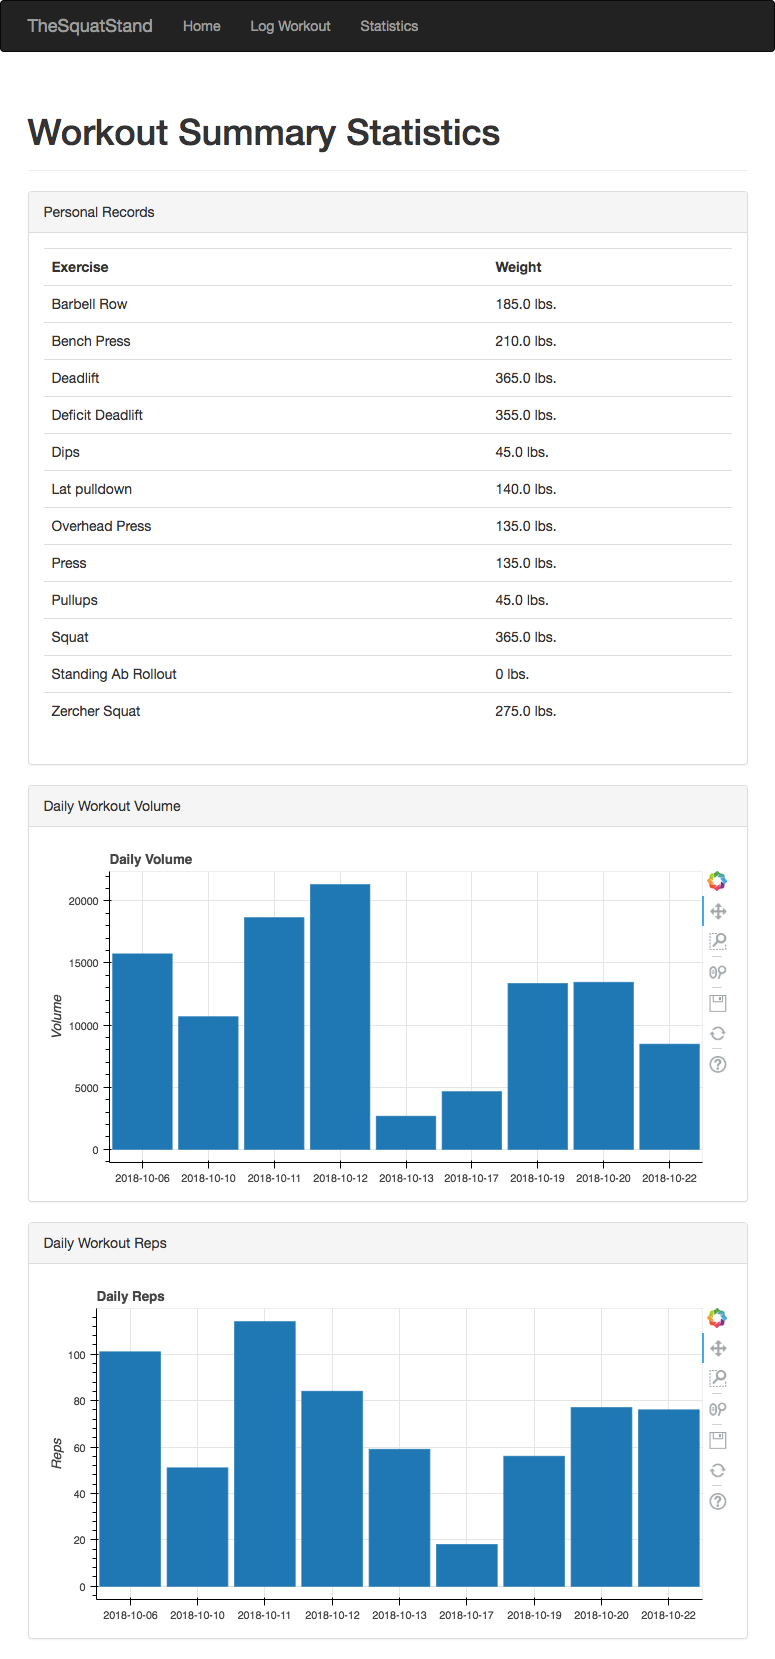 TheSquatStand Home Log Workout Statistics
Workout Summary Statistics
Personal Records
Exercise Weight
Barbell Row 185.0 lbs.
Bench Press 210.0 lbs.
Deadlift 365.0 lbs.
Deficit Deadlift 355.0 lbs.
Dips 45.0 lbs.
Lat pulldown 140.0 lbs.
Overhead Press 135.0 lbs.
Press 135.0 lbs.
Pullups 45.0 lbs.
Squat 365.0 lbs.
Standing Ab Rollout 0 lbs.
Zercher Squat 275.0 lbs.
Daily Workout Volume
Daily Volume
20000
15000
10000
5000
0
Volume
2018-10-06 2018-10-10 2018-10-11 2018-10-12 2018-10-13 2018-10-17 2018-10-19 2018-10-20 2018-10-22
Daily Workout Reps
Daily Reps
100
80
60
40
20
0
Reps
2018-10-06 2018-10-10 2018-10-11 2018-10-12 2018-10-13 2018-10-17 2018-10-19 2018-10-20 2018-10-22